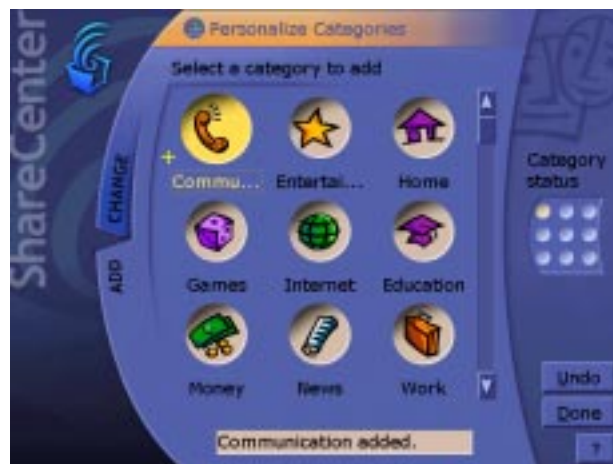 ShareCenter
Personalize Categories
Select a category to add
CHANGE
ADD
+
Commu...
Entertai...
Home
Games
Internet
Education
Money
News
Work
Category
status
Undo
Done
?
Communication added.